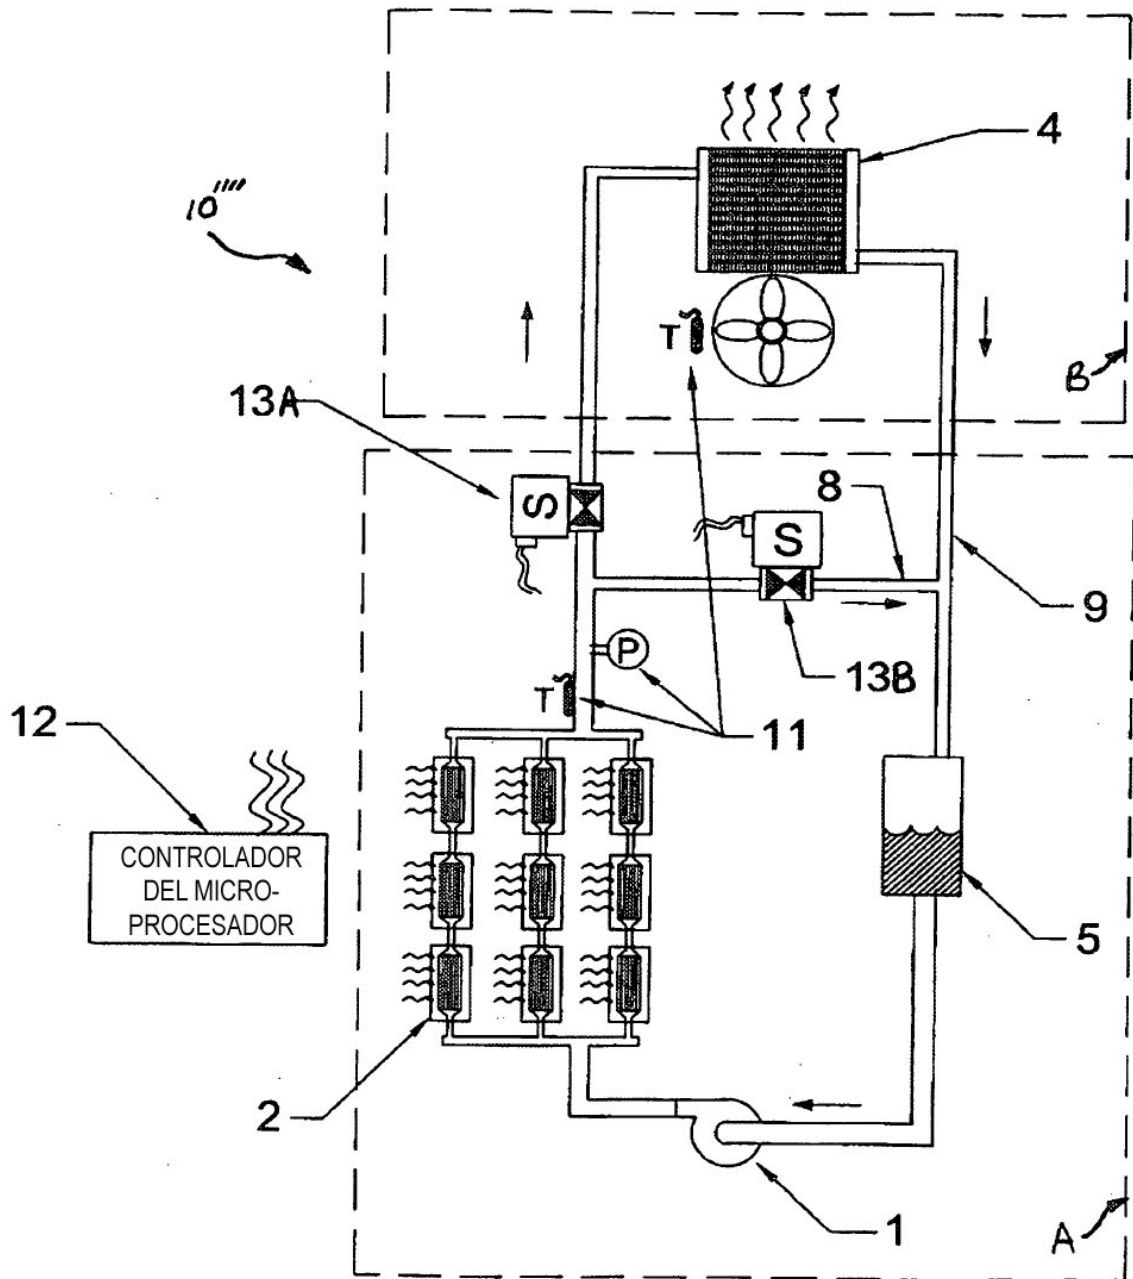 4
10''''
T
B
13A
S
8
S
9
P
13B
T
11
12
CONTROLADOR
DEL MICRO-
PROCESADOR
5
2
1
A